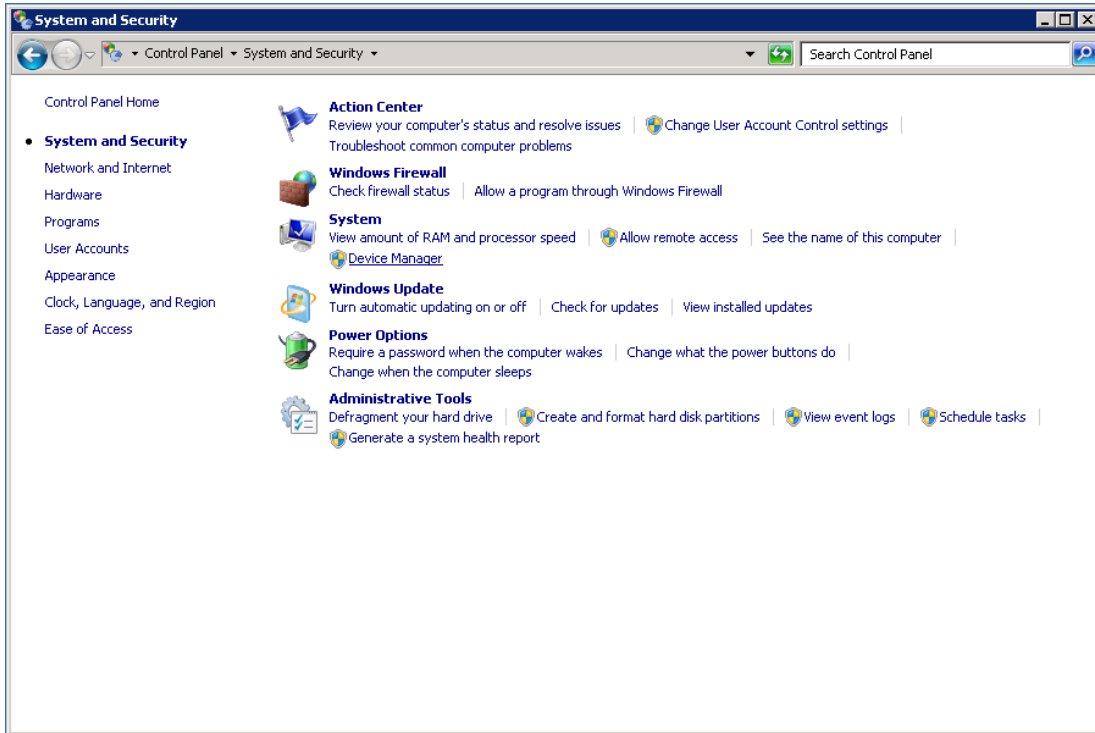 System and Security
Control Panel System and Security
Search Control Panel
Control Panel Home
System and Security
Network and Internet
Hardware
Programs
User Accounts
Appearance
Clock, Language, and Region
Ease of Access
Action Center
Review your computer's status and resolve issues Change User Account Control settings
Troubleshoot common computer problems
Windows Firewall
Check firewall status Allow a program through Windows Firewall
System
View amount of RAM and processor speed Allow remote access See the name of this computer
Device Manager
Windows Update
Turn automatic updating on or off Check for updates View installed updates
Power Options
Require a password when the computer wakes Change what the power buttons do
Change when the computer sleeps
Administrative Tools
Defragment your hard drive Create and format hard disk partitions View event logs Schedule tasks
Generate a system health report